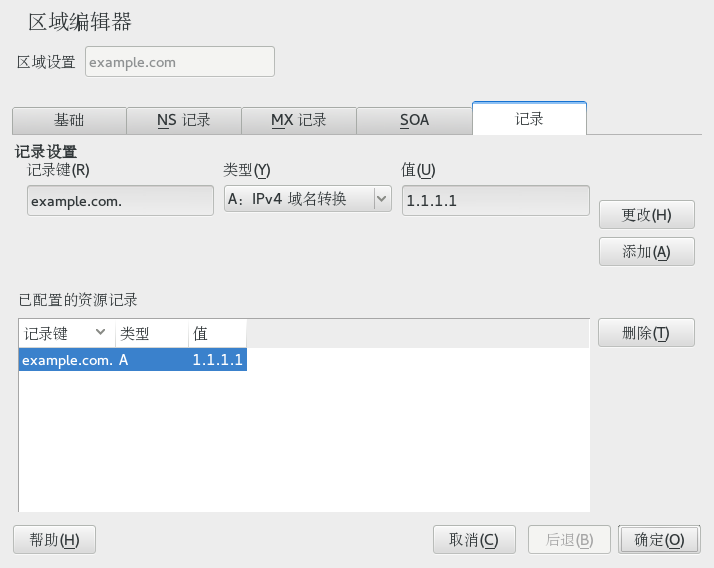 区域编辑器
区域设置 example.com
基础 NS 记录 MX 记录 SOA 记录
记录设置
记录键(R) 类型(Y) 值(U)
example.com. A：IPv4 域名转换 1.1.1.1
更改(H)
添加(A)
已配置的资源记录
记录键 类型 值 删除(T)
example.com. A 1.1.1.1
帮助(H) 取消(C) 后退(B) 确定(O)